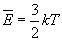 E̅ = 3/2 kT